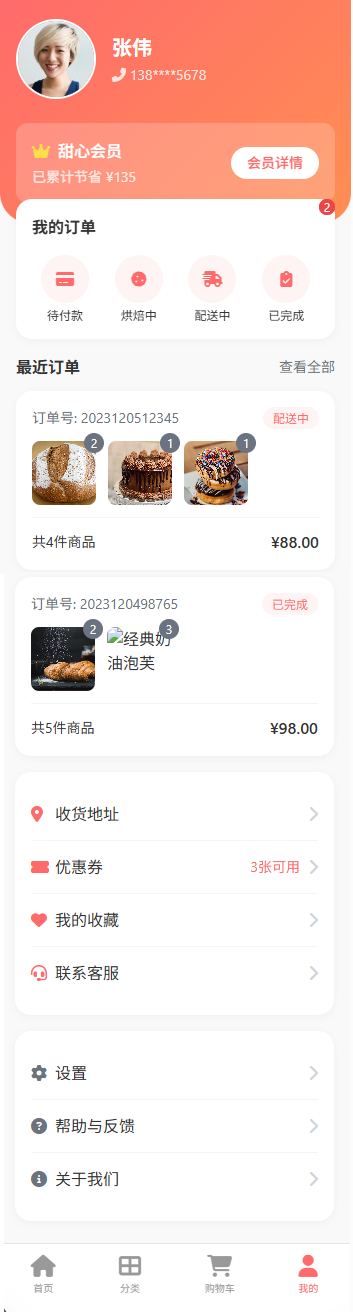 张伟
138****5678
甜心会员
已累计节省 ¥135
会员详情
2
我的订单
待付款 烘焙中 配送中 已完成
最近订单 查看全部
订单号: 2023120512345 配送中
2 1 1
共4件商品 ¥88.00
订单号: 2023120498765 已完成
2 3
经典奶
油泡芙
共5件商品 ¥98.00
收货地址
优惠券 3张可用
我的收藏
联系客服
设置
帮助与反馈
关于我们
首页 分类 购物车 我的